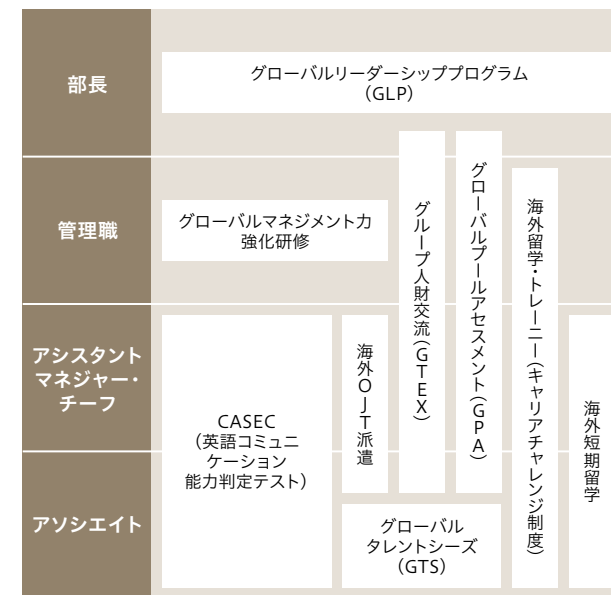 部長
グローバルリーダーシッププログラム
（GLP）
管理職
グローバルマネジメント力
強化研修
グループ人財交流（GTEX）
グローバルプールアセスメント（GPA）
海外留学・トレーニー（キャリアチャレンジ制度）
アシスタント
マネジャー・
チーフ
CASEC
（英語コミュニ
ケーション
能力判定テスト）
海外OJT派遣
海外短期留学
アソシエイト
グローバル
タレントシーズ
（GTS）